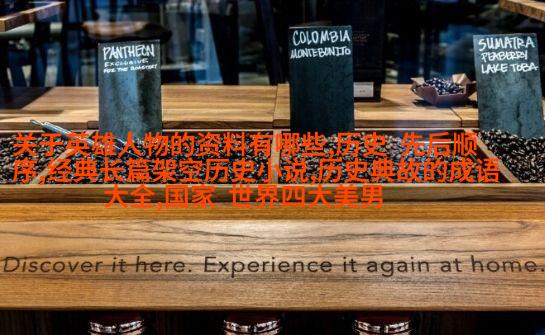 PANTHEON
EXCLUSIVE
FOR THE ROASTERY
COLOMBIA
MONTEBONITO
SUMATRA
PEABERRY
LAKE TOBA
关于英雄人物的资料有哪些,历史 先后顺
序,经典长篇架空历史小说,历史典故的成语
大全,国家 世界四大美男
Discover it here. Experience it again at home.